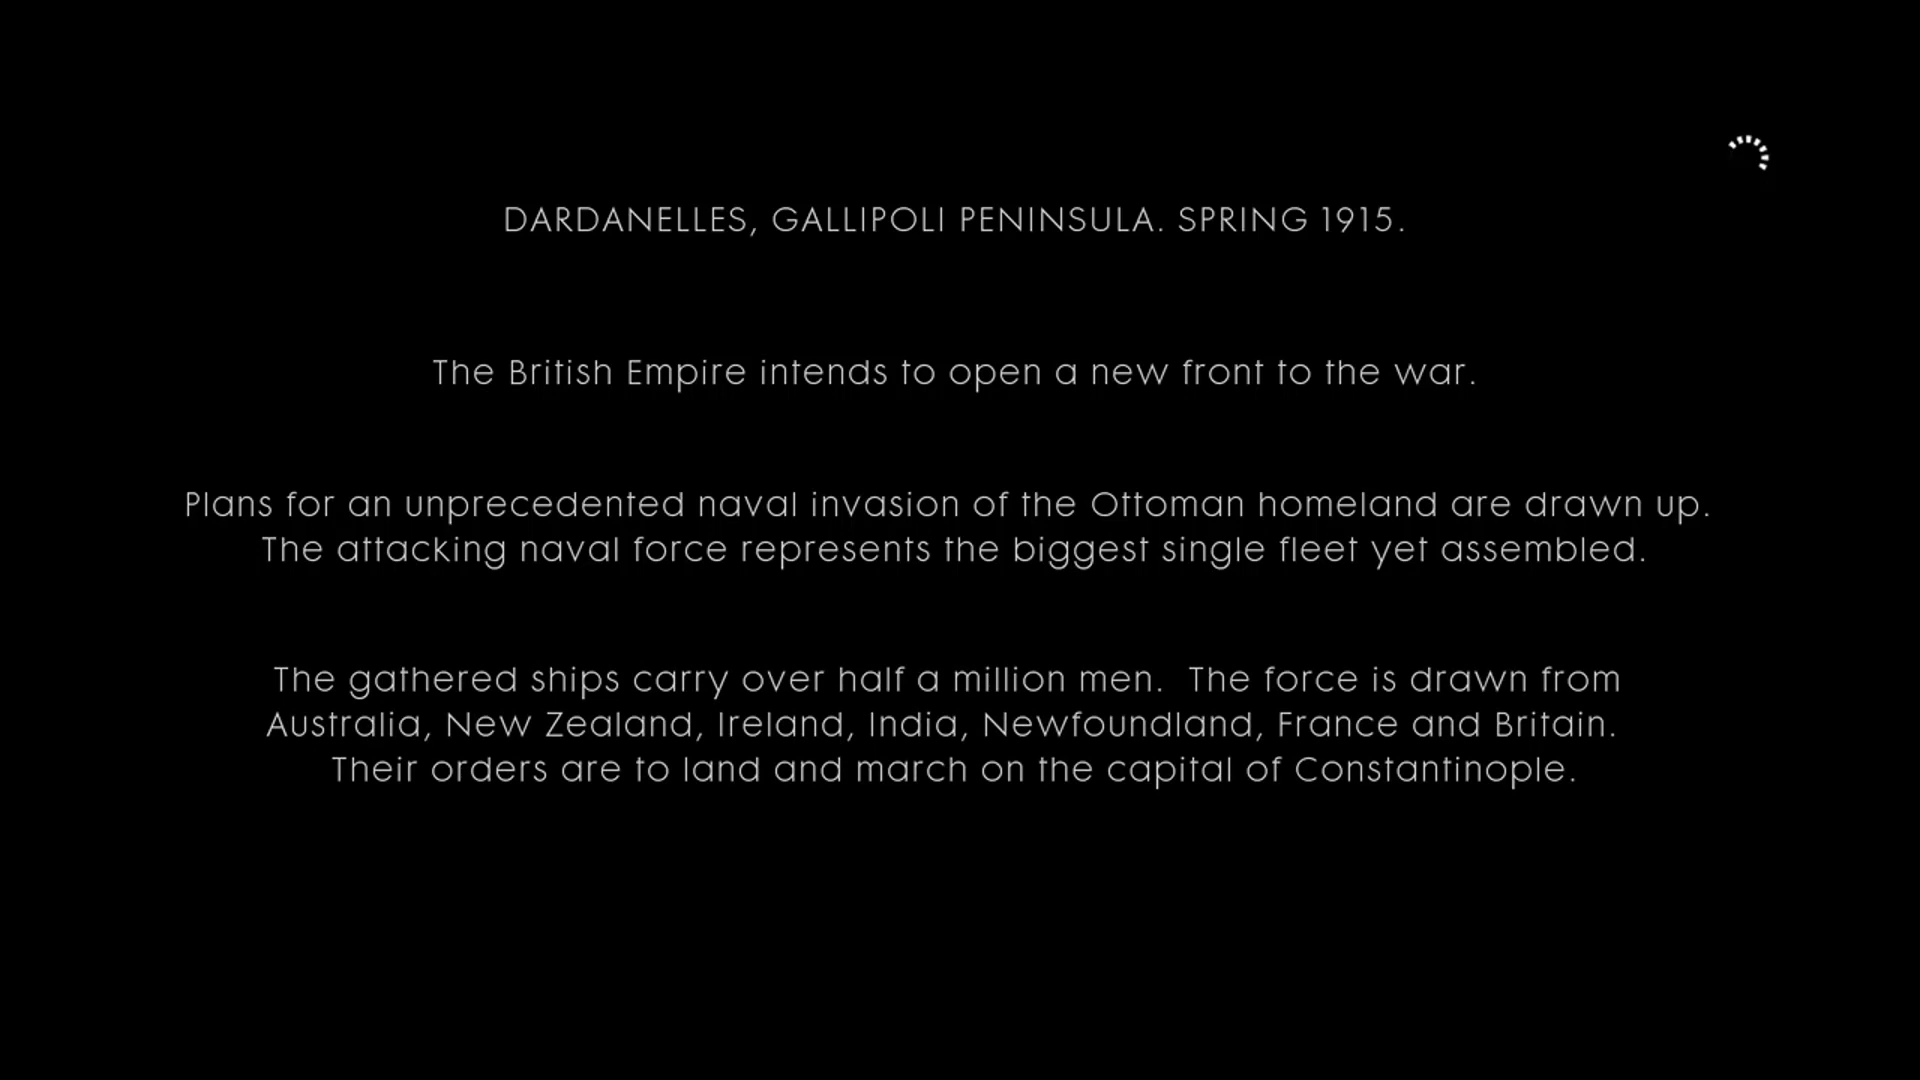 DARDANELLES, GALLIPOLI PENINSULA. SPRING 1915.
The British Empire intends to open a new front to the war.
Plans for an unprecedented naval invasion of the Ottoman homeland are drawn up.
The attacking naval force represents the biggest single fleet yet assembled.
The gathered ships carry over half a million men.  The force is drawn from
Australia, New Zealand, Ireland, India, Newfoundland, France and Britain.
Their orders are to land and march on the capital of Constantinople.